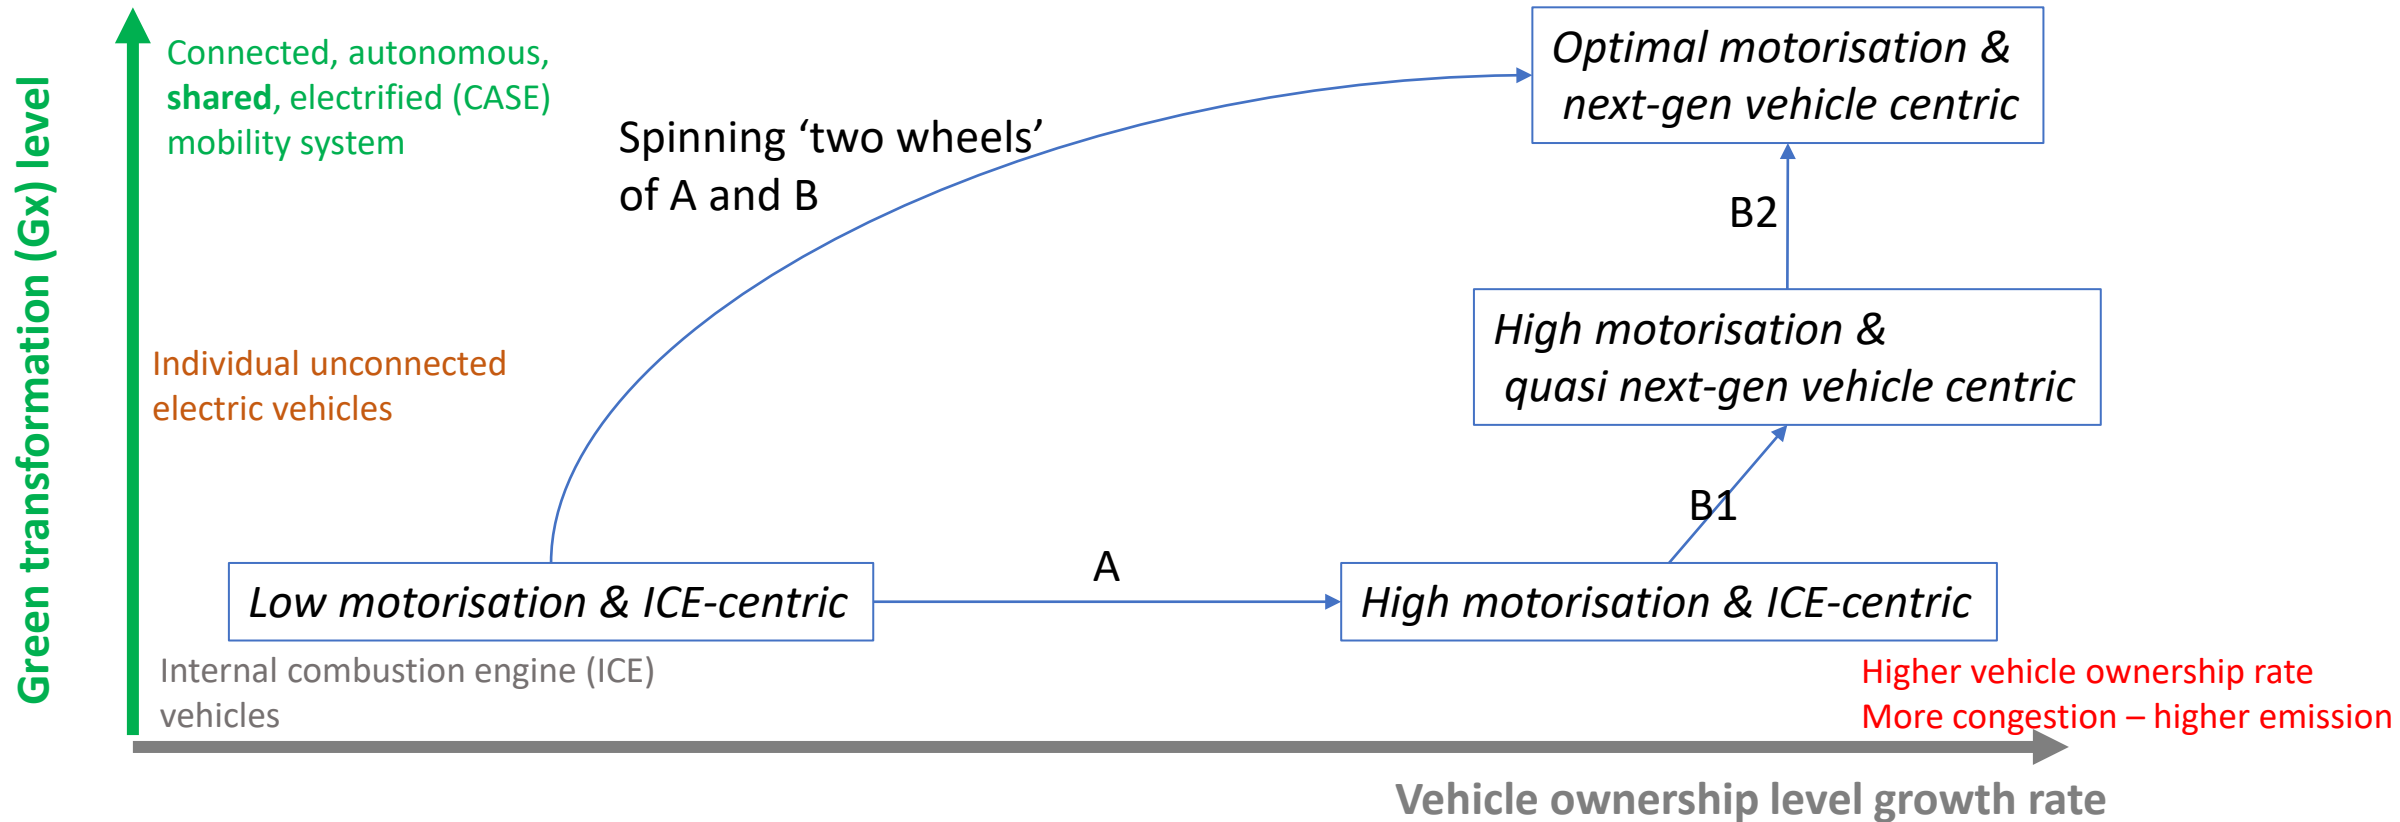 Green transformation (Gx) level
Connected, autonomous,
shared, electrified (CASE)
mobility system
Individual unconnected
electric vehicles
Internal combustion engine (ICE)
vehicles
Spinning ‘two wheels’
of A and B
Optimal motorisation &
next-gen vehicle centric
B2
High motorisation &
quasi next-gen vehicle centric
B1
Low motorisation & ICE-centric
A
High motorisation & ICE-centric
Higher vehicle ownership rate
More congestion – higher emission
Vehicle ownership level growth rate